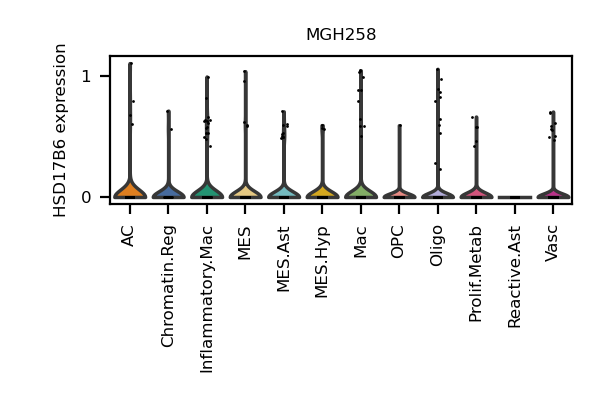 MGH258
HSD17B6 expression
1
0
AC
Chromatin.Reg
Inflammatory.Mac
MES
MES.Ast
MES.Hyp
Mac
OPC
Oligo
Prolif.Metab
Reactive.Ast
Vasc